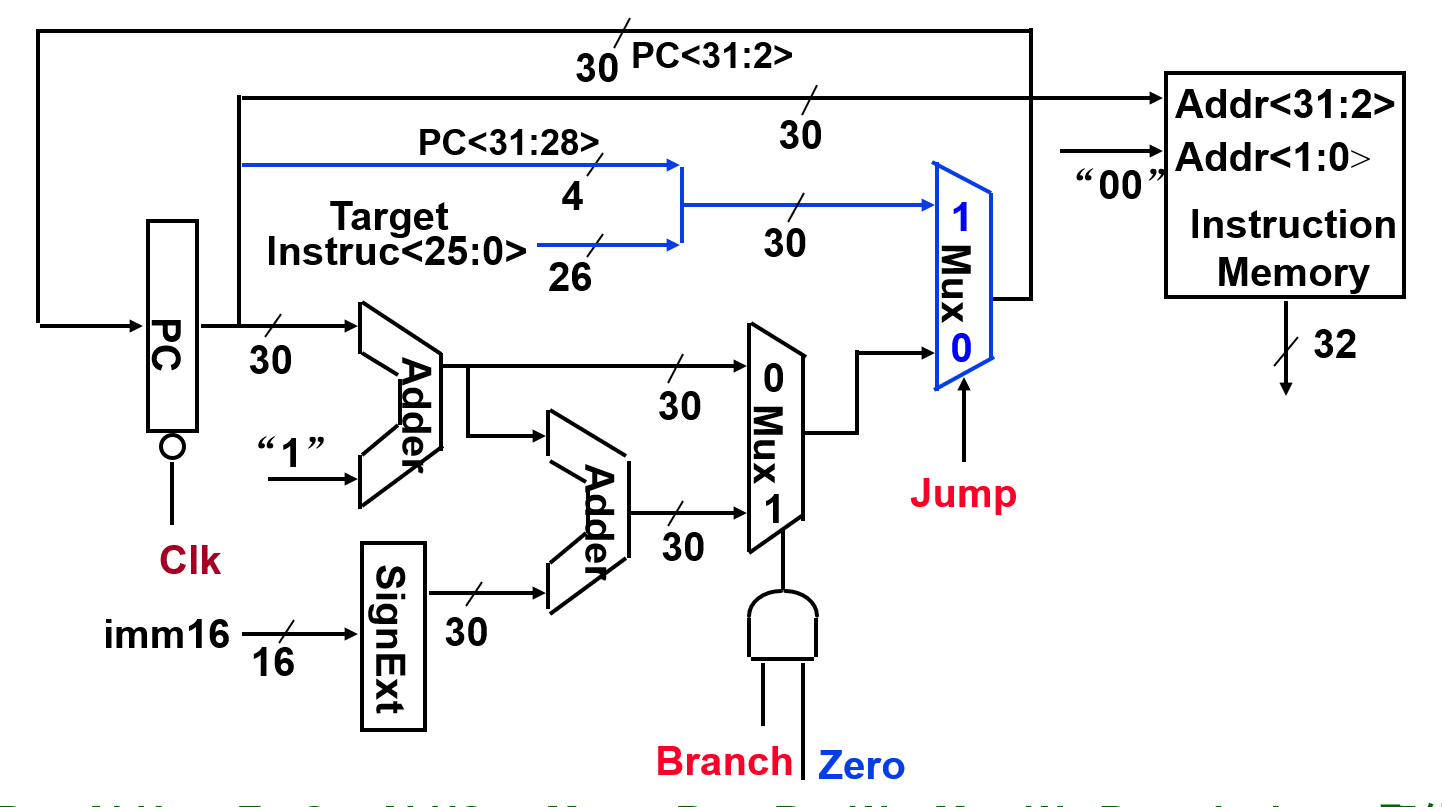 30 PC<31:2>
30
Addr<31:2>
PC<31:28>
4
Addr<1:0>
“00”
Target
Instruc<25:0>
26
30
1
Mux
0
Instruction
Memory
32
PC
30
Adder
“1”
30
0
Mux
1
Jump
Clk
Adder
30
SignExt
30
imm16
16
Branch
Zero